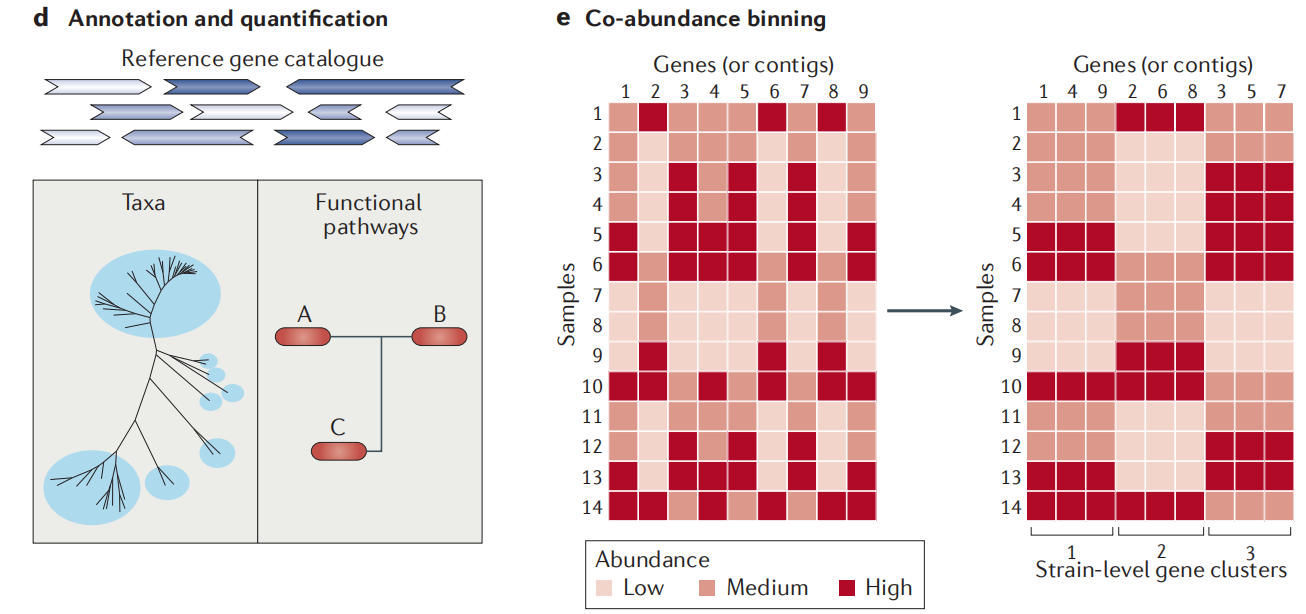 d Annotation and quantification
Reference gene catalogue
Taxa
Functional
pathways
A
B
C
e Co-abundance binning
Genes (or contigs)
1 2 3 4 5 6 7 8 9
Samples
1
2
3
4
5
6
7
8
9
10
11
12
13
14
Abundance
Low Medium High
Genes (or contigs)
1 4 9 2 6 8 3 5 7
Samples
1
2
3
4
5
6
7
8
9
10
11
12
13
14
1 2 3
Strain-level gene clusters